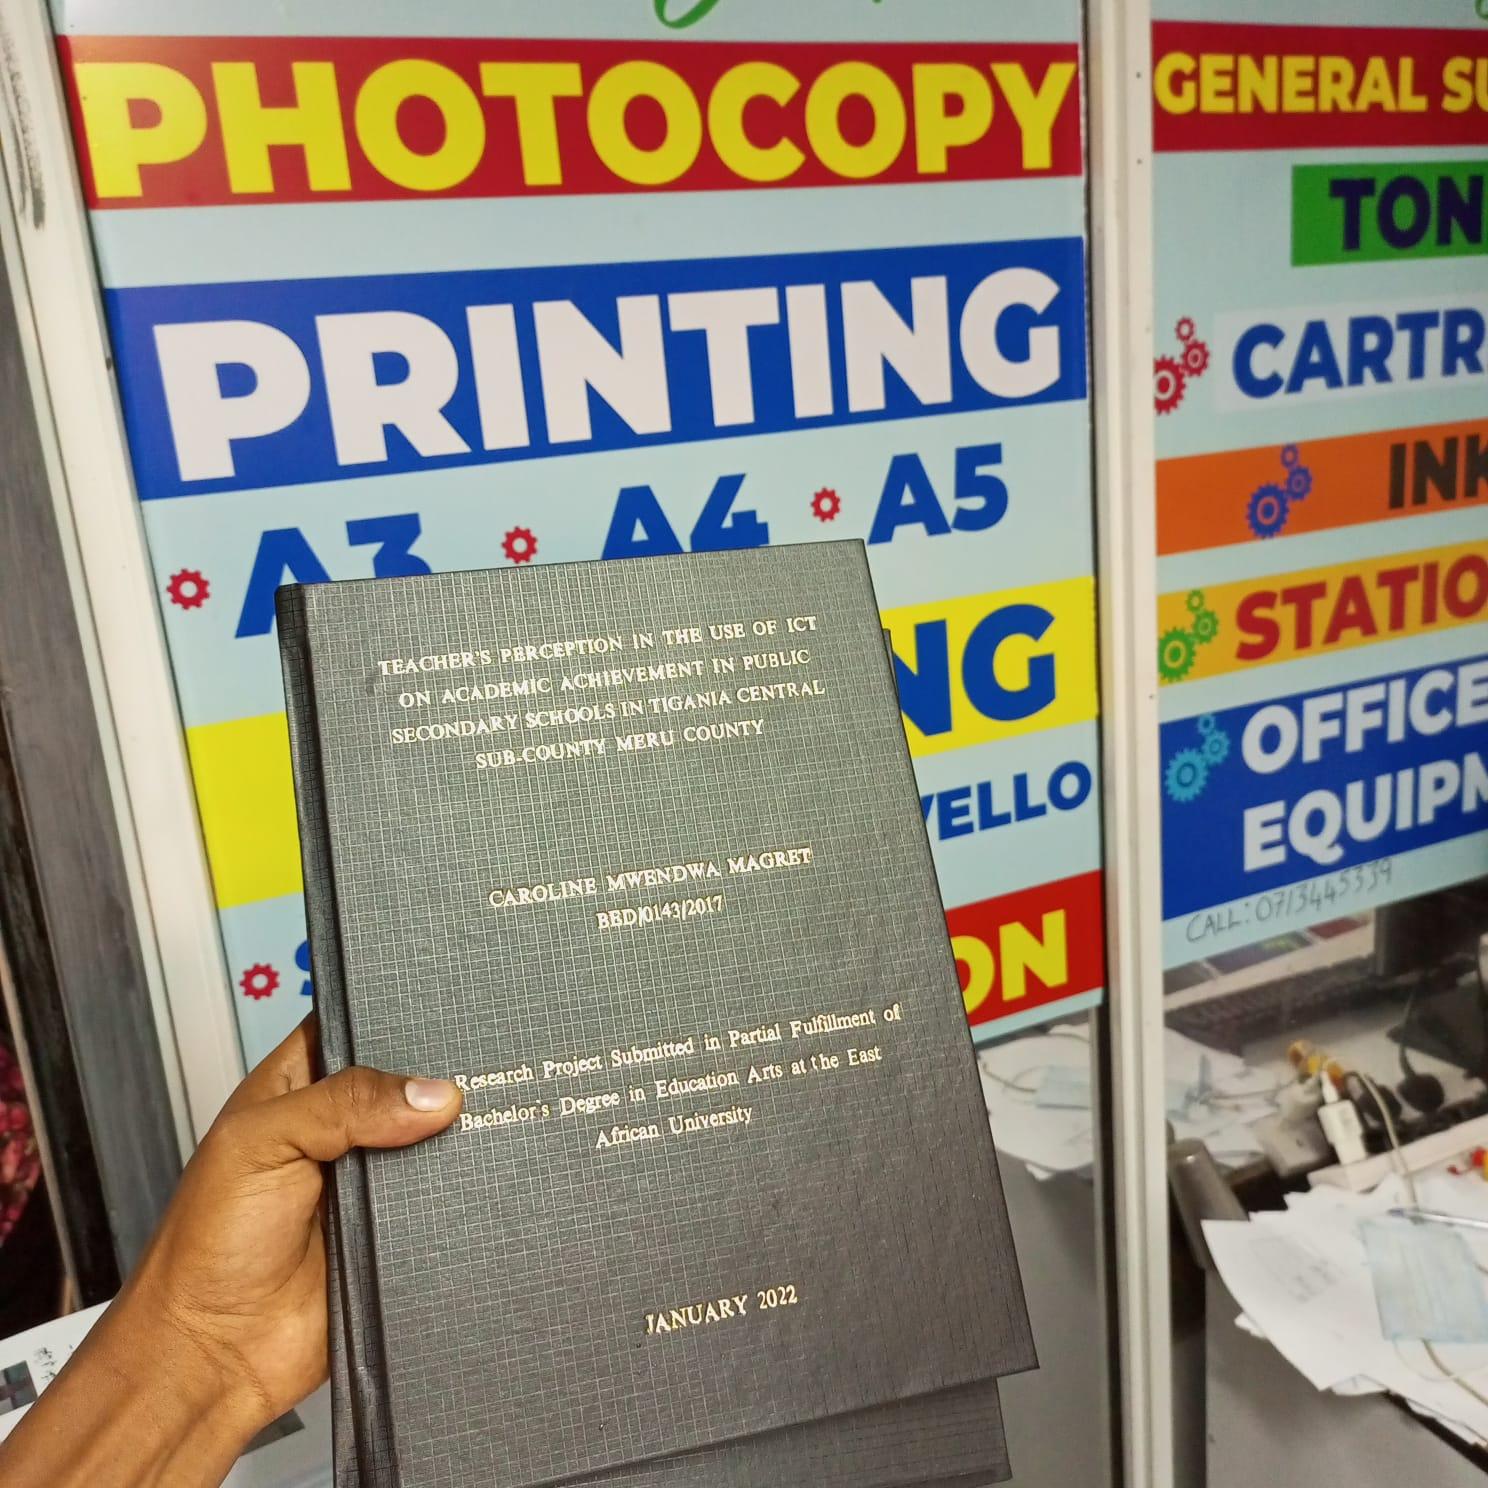 PHOTOCOPY
PRINTING
A3 A4 A5
NG
VELLO
ON
GENERAL
TON
CARTR
INK
STATIO
OFFICE
EQUIPM
CALL: 0713445339
TEACHER'S PERCEPTION IN THE USE OF ICT
ON ACADEMIC ACHIEVEMENT IN PUBLIC
SECONDARY SCHOOLS IN TIGANIA CENTRAL
SUB-COUNTY MERU COUNTY
CAROLINE MWENDWA MAGRET
BED|0143|2017
Research Project Submitted in Partial Fulfillment of
Bachelor's Degree in Education Arts at the East
African University
JANUARY 2022